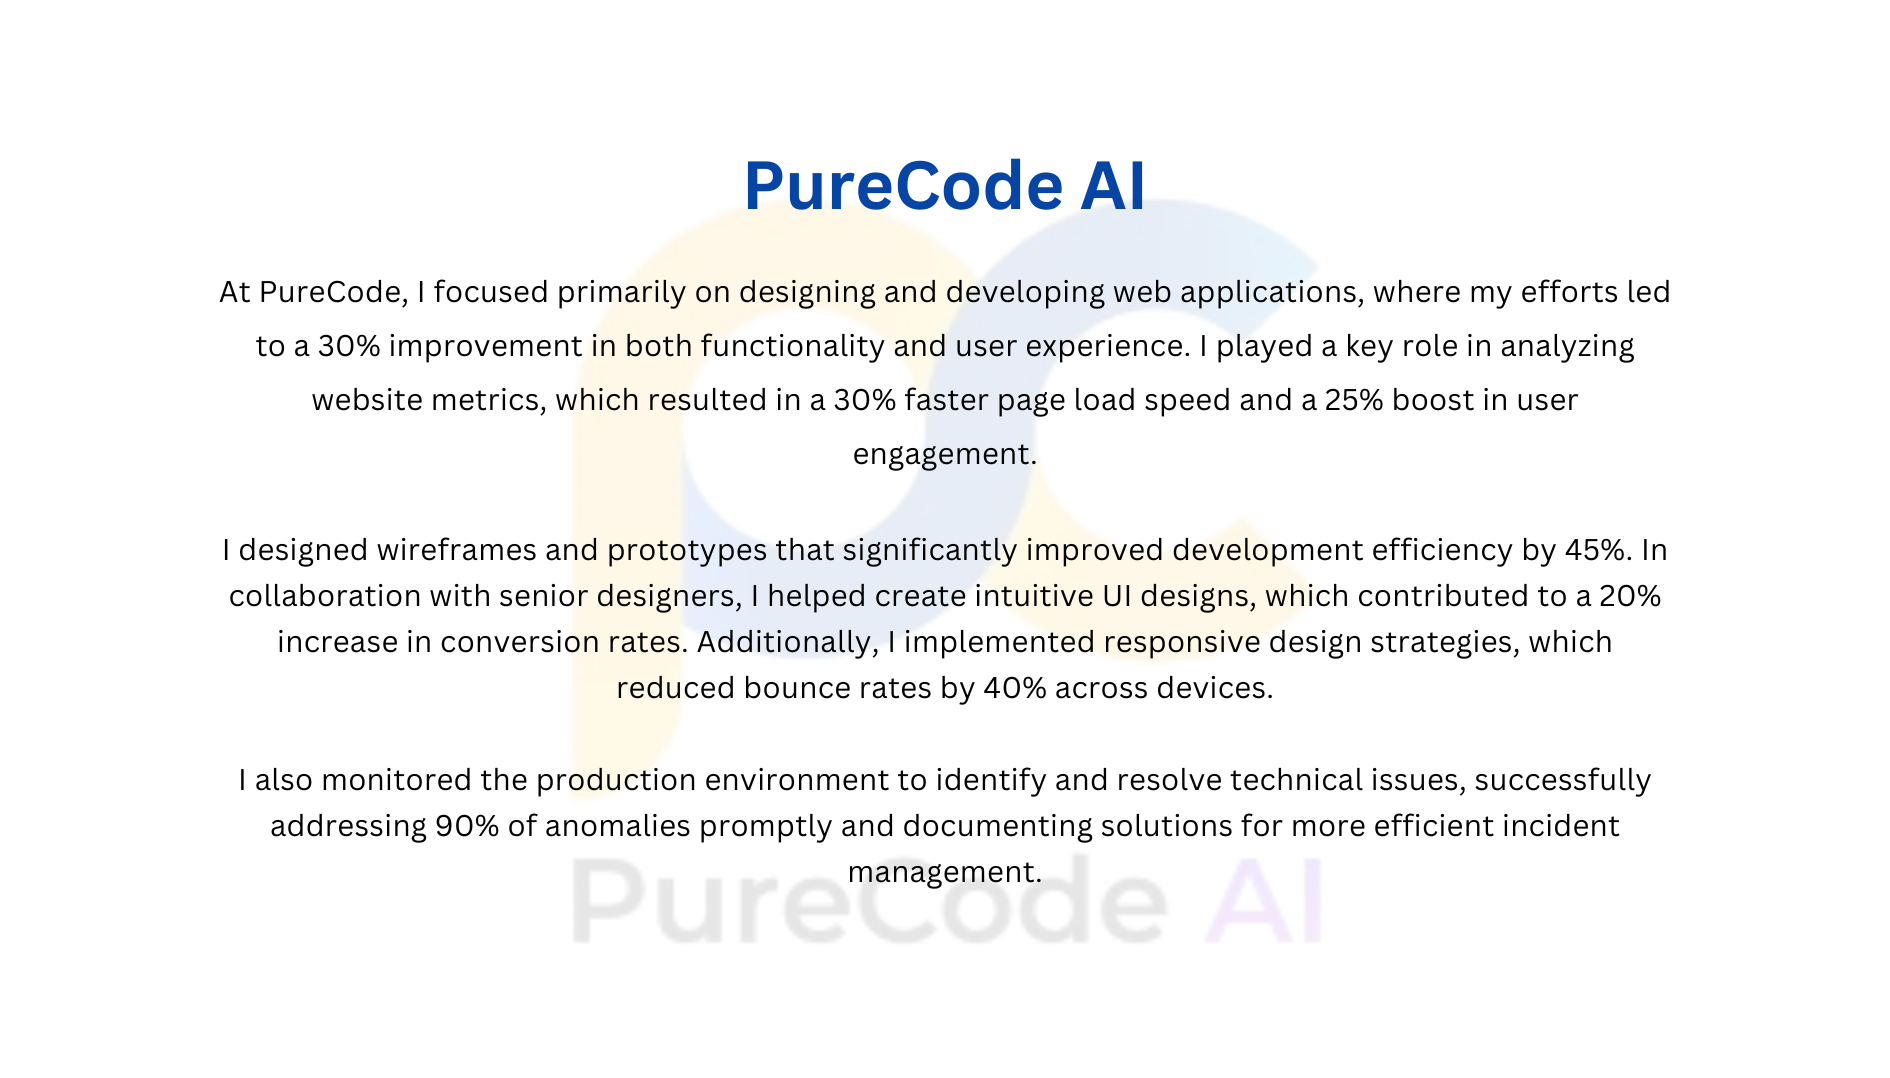 PureCode AI
At PureCode, I focused primarily on designing and developing web applications, where my efforts led
to a 30% improvement in both functionality and user experience. I played a key role in analyzing
website metrics, which resulted in a 30% faster page load speed and a 25% boost in user
engagement.
I designed wireframes and prototypes that significantly improved development efficiency by 45%. In
collaboration with senior designers, I helped create intuitive UI designs, which contributed to a 20%
increase in conversion rates. Additionally, I implemented responsive design strategies, which
reduced bounce rates by 40% across devices.
I also monitored the production environment to identify and resolve technical issues, successfully
addressing 90% of anomalies promptly and documenting solutions for more efficient incident
management.
PureCode AI